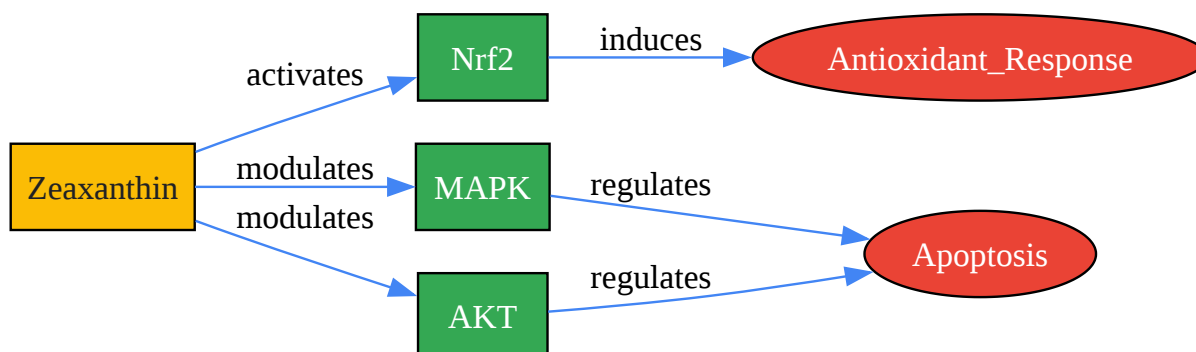 induces
Nrf2
Antioxidant_Response
activates
modulates
Zeaxanthin
MAPK
regulates
modulates
Apoptosis
regulates
AKT